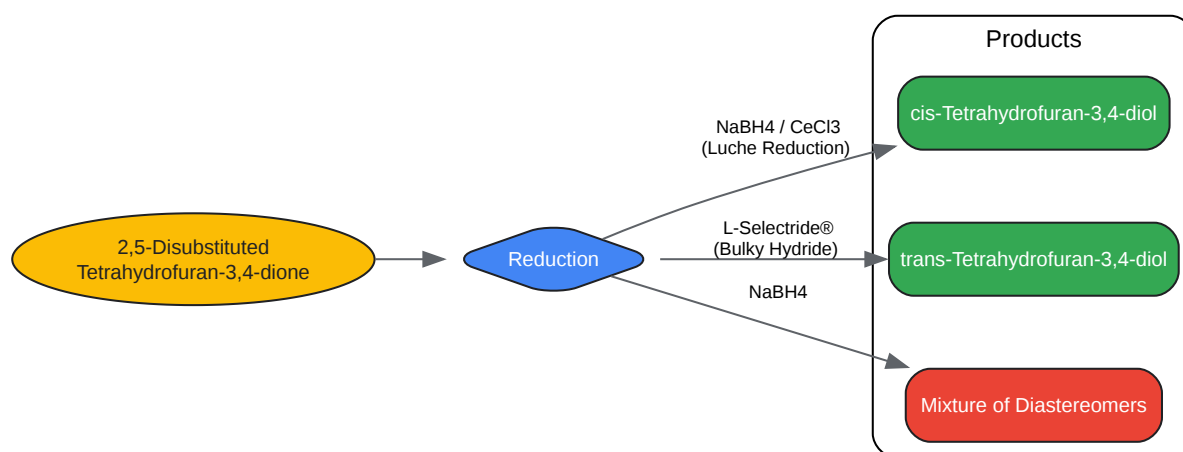 Products
cis-Tetrahydrofuran-3,4-diol
NaBH4 / CeCl3
(Luche Reduction)
2,5-Disubstituted
Tetrahydrofuran-3,4-dione
Reduction
L-Selectride®
(Bulky Hydride)
trans-Tetrahydrofuran-3,4-diol
NaBH4
Mixture of Diastereomers